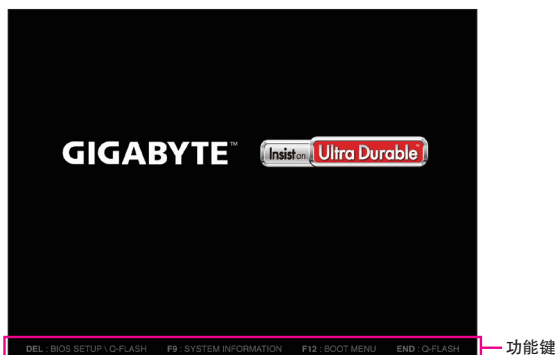 GIGABYTE™ Insist on Ultra Durable™
DEL : BIOS SETUP \ Q-FLASH F9 : SYSTEM INFORMATION F12 : BOOT MENU END : Q-FLASH
功能键